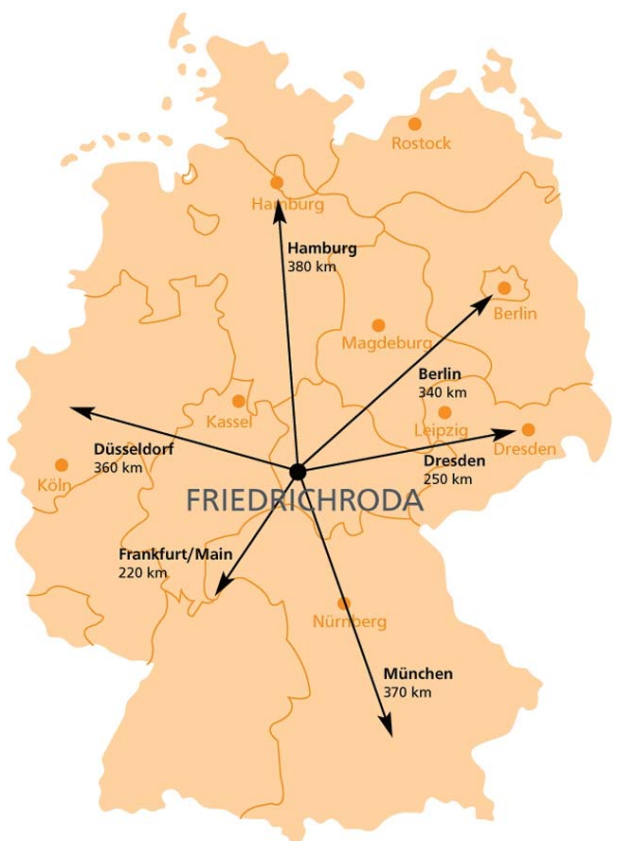 Rostock
Hamburg
Hamburg
380 km
Berlin
Magdeburg
Berlin
340 km
Kassel
Leipzig
Düsseldorf
360 km
Dresden
Dresden
250 km
Köln
FRIEDRICHRODA
Frankfurt/Main
220 km
Nürnberg
München
370 km